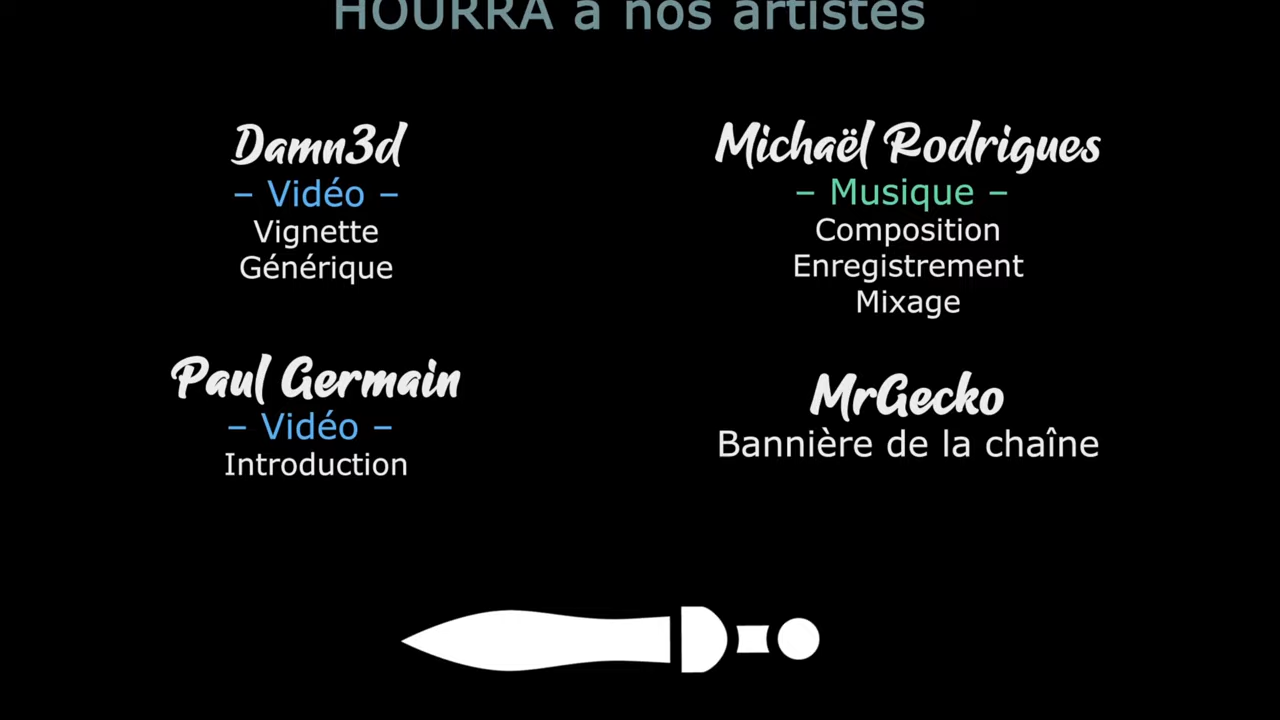 HOURRA à nos artistes
Damn3d
– Vidéo –
Vignette
Générique
Michaël Rodrigues
– Musique –
Composition
Enregistrement
Mixage
Paul Germain
– Vidéo –
Introduction
MrGecko
Bannière de la chaîne